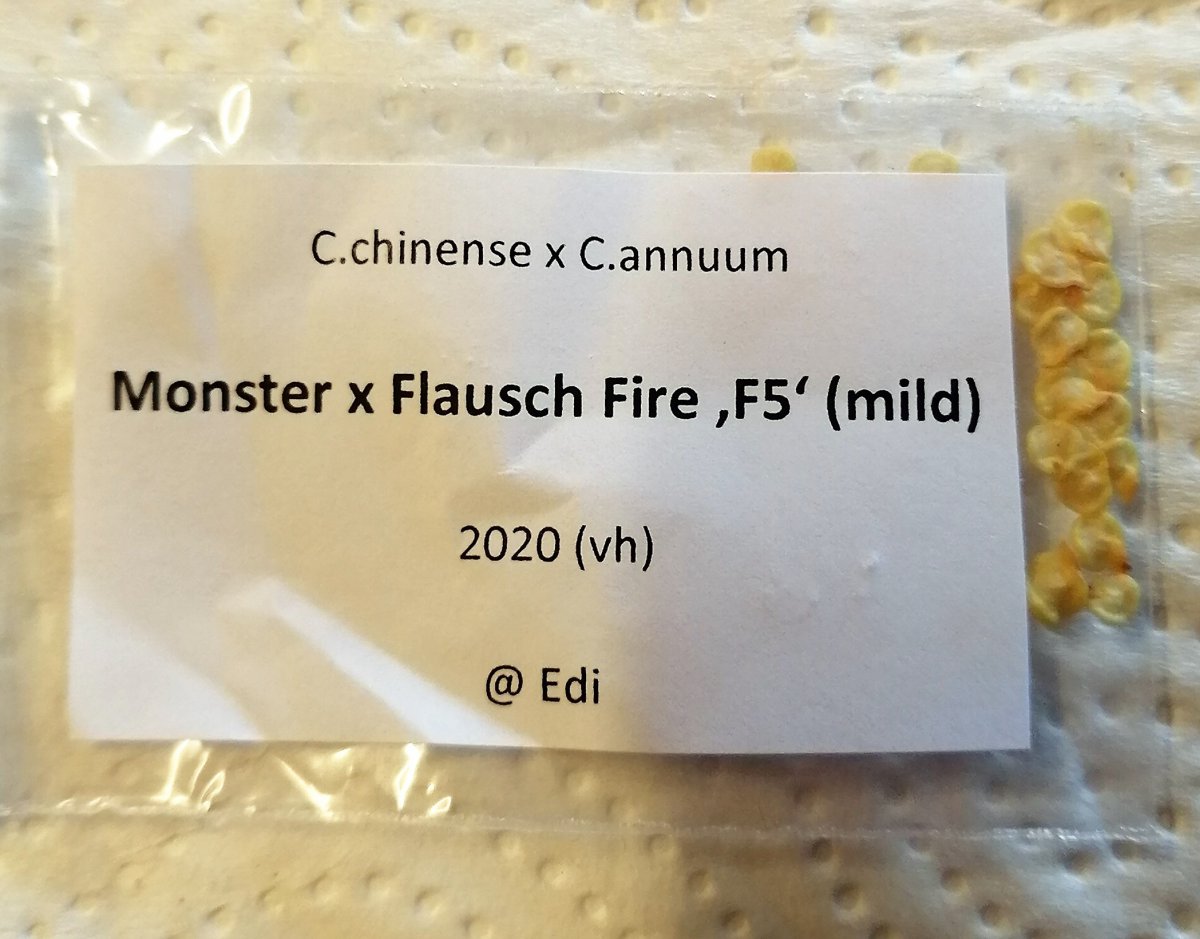 C.chinense x C.annuum
Monster x Flausch Fire ‚F5‘ (mild)
2020 (vh)
@ Edi